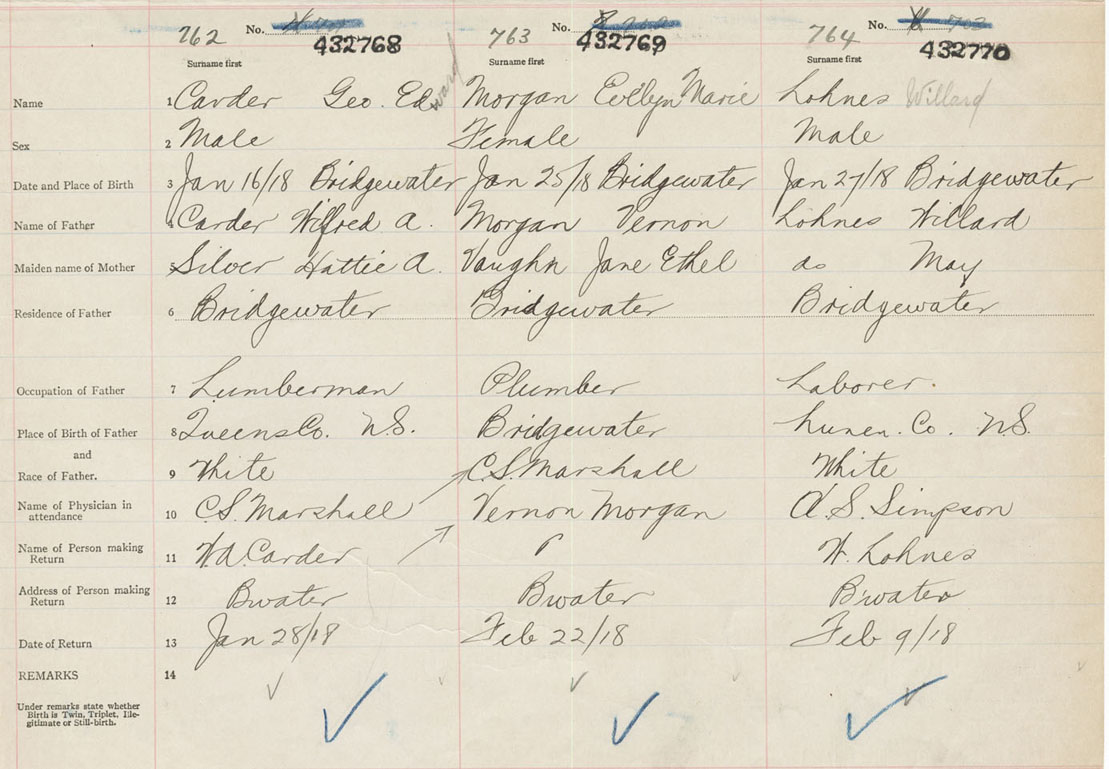 762 No. 432768 763 No. 432769 764 No. 432770
Surname first Surname first Surname first
Name 1 Carder Geo. Edward Morgan Evllyn Marie Lohnes Willard
Sex 2 Male Female Male
Date and Place of Birth 3 Jan 16/18 Bridgewater Jan 25/18 Bridgewater Jan 27/18 Bridgewater
Name of Father 4 Carder Wilfred A. Morgan Vernon Lohnes Willard
Maiden name of Mother 5 Silver Hattie A. Vaughn Jane Ethel do May
Residence of Father 6 Bridgewater Bridgewater Bridgewater
Occupation of Father 7 Lumberman Plumber Laborer.
Place of Birth of Father 8 Queens Co. N.S. Bridgewater Lunen. Co. N.S.
and
Race of Father. 9 White C.S. Marshall White
Name of Physician in
attendance 10 C.S. Marshall Vernon Morgan A. S. Simpson
Name of Person making
Return 11 W.A. Carder W. Lohnes
Address of Person making
Return 12 Bwater Bwater B'water
Date of Return 13 Jan 28/18 Feb 22/18 Feb 9/18
REMARKS 14
Under remarks state whether
Birth is Twin, Triplet, Ille-
gitimate or Still-birth.